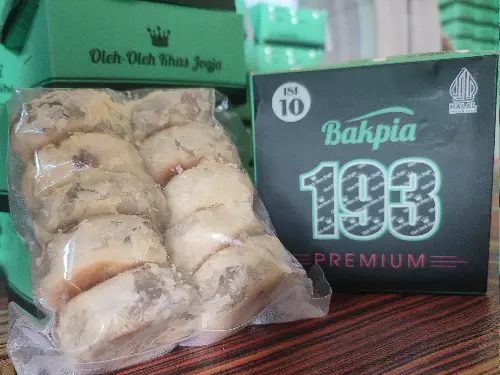 Oleh-Oleh Khas Jogja
ISI
10
Bakpia
193
PREMIUM
HALAL